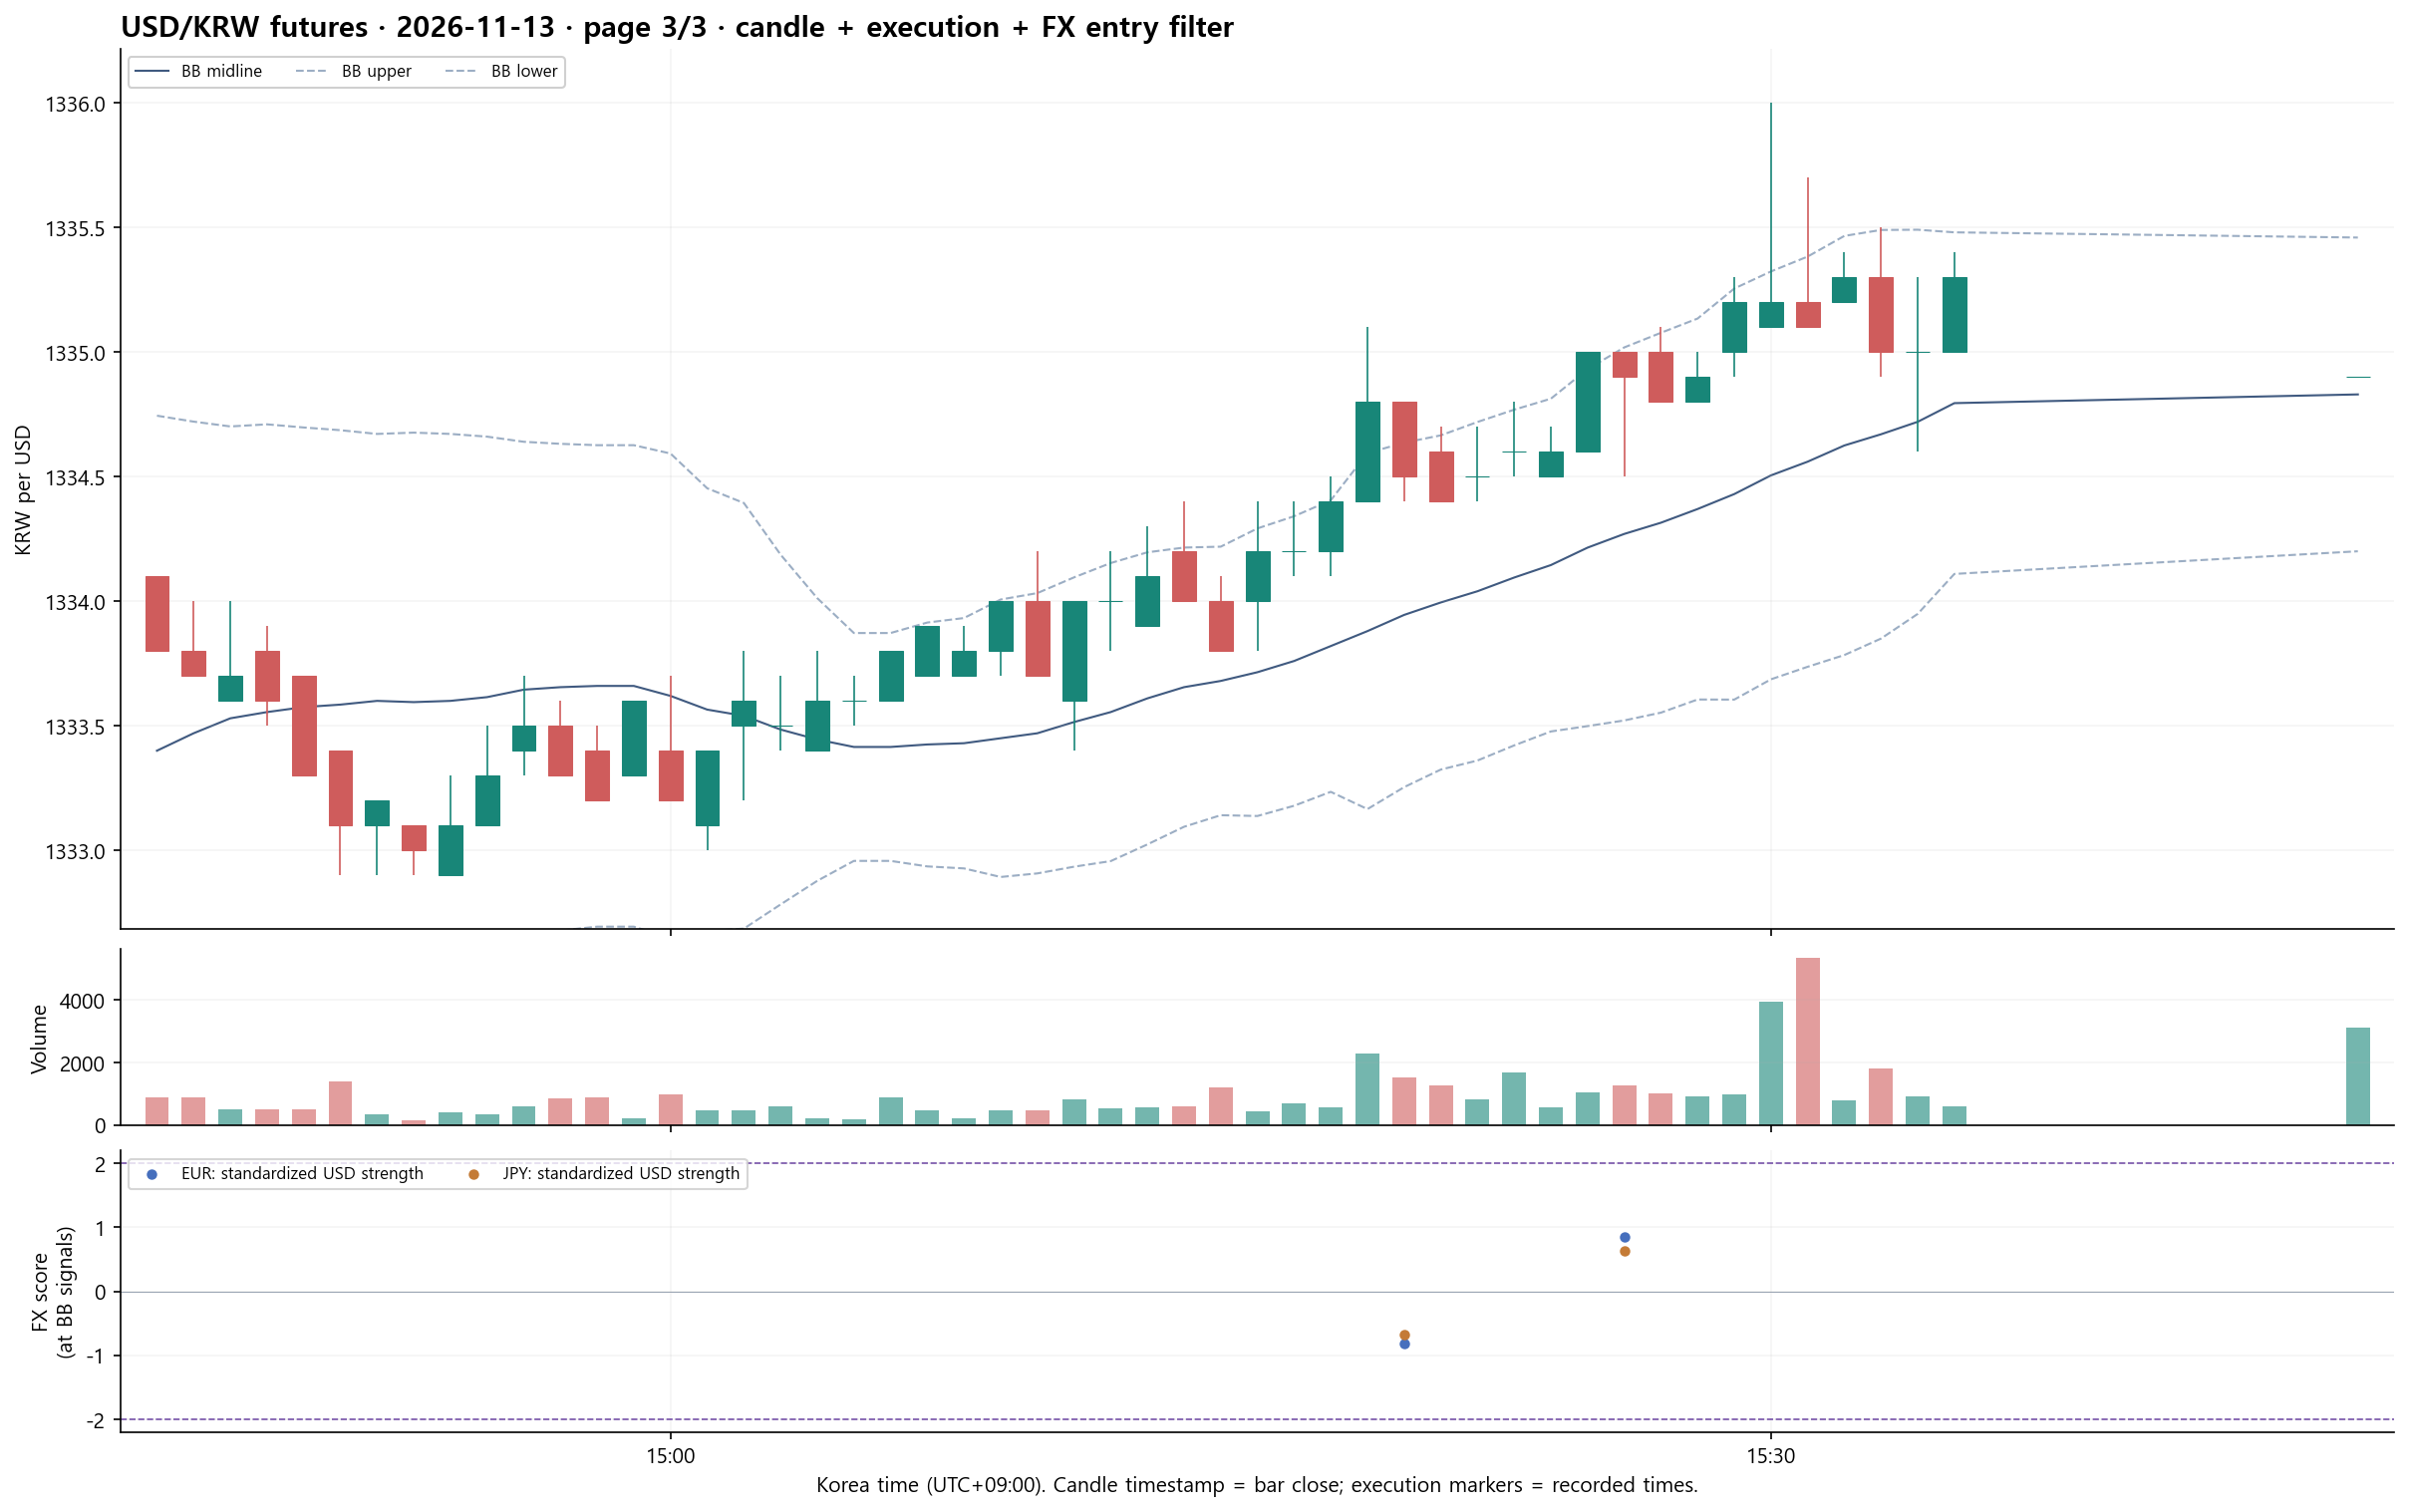 USD/KRW futures · 2026-11-13 · page 3/3 · candle + execution + FX entry filter
BB midline BB upper BB lower
1336.0
1335.5
1335.0
1334.5
1334.0
1333.5
1333.0
KRW per USD
4000
2000
0
Volume
EUR: standardized USD strength JPY: standardized USD strength
2
1
0
-1
-2
FX score
(at BB signals)
15:00 15:30
Korea time (UTC+09:00). Candle timestamp = bar close; execution markers = recorded times.